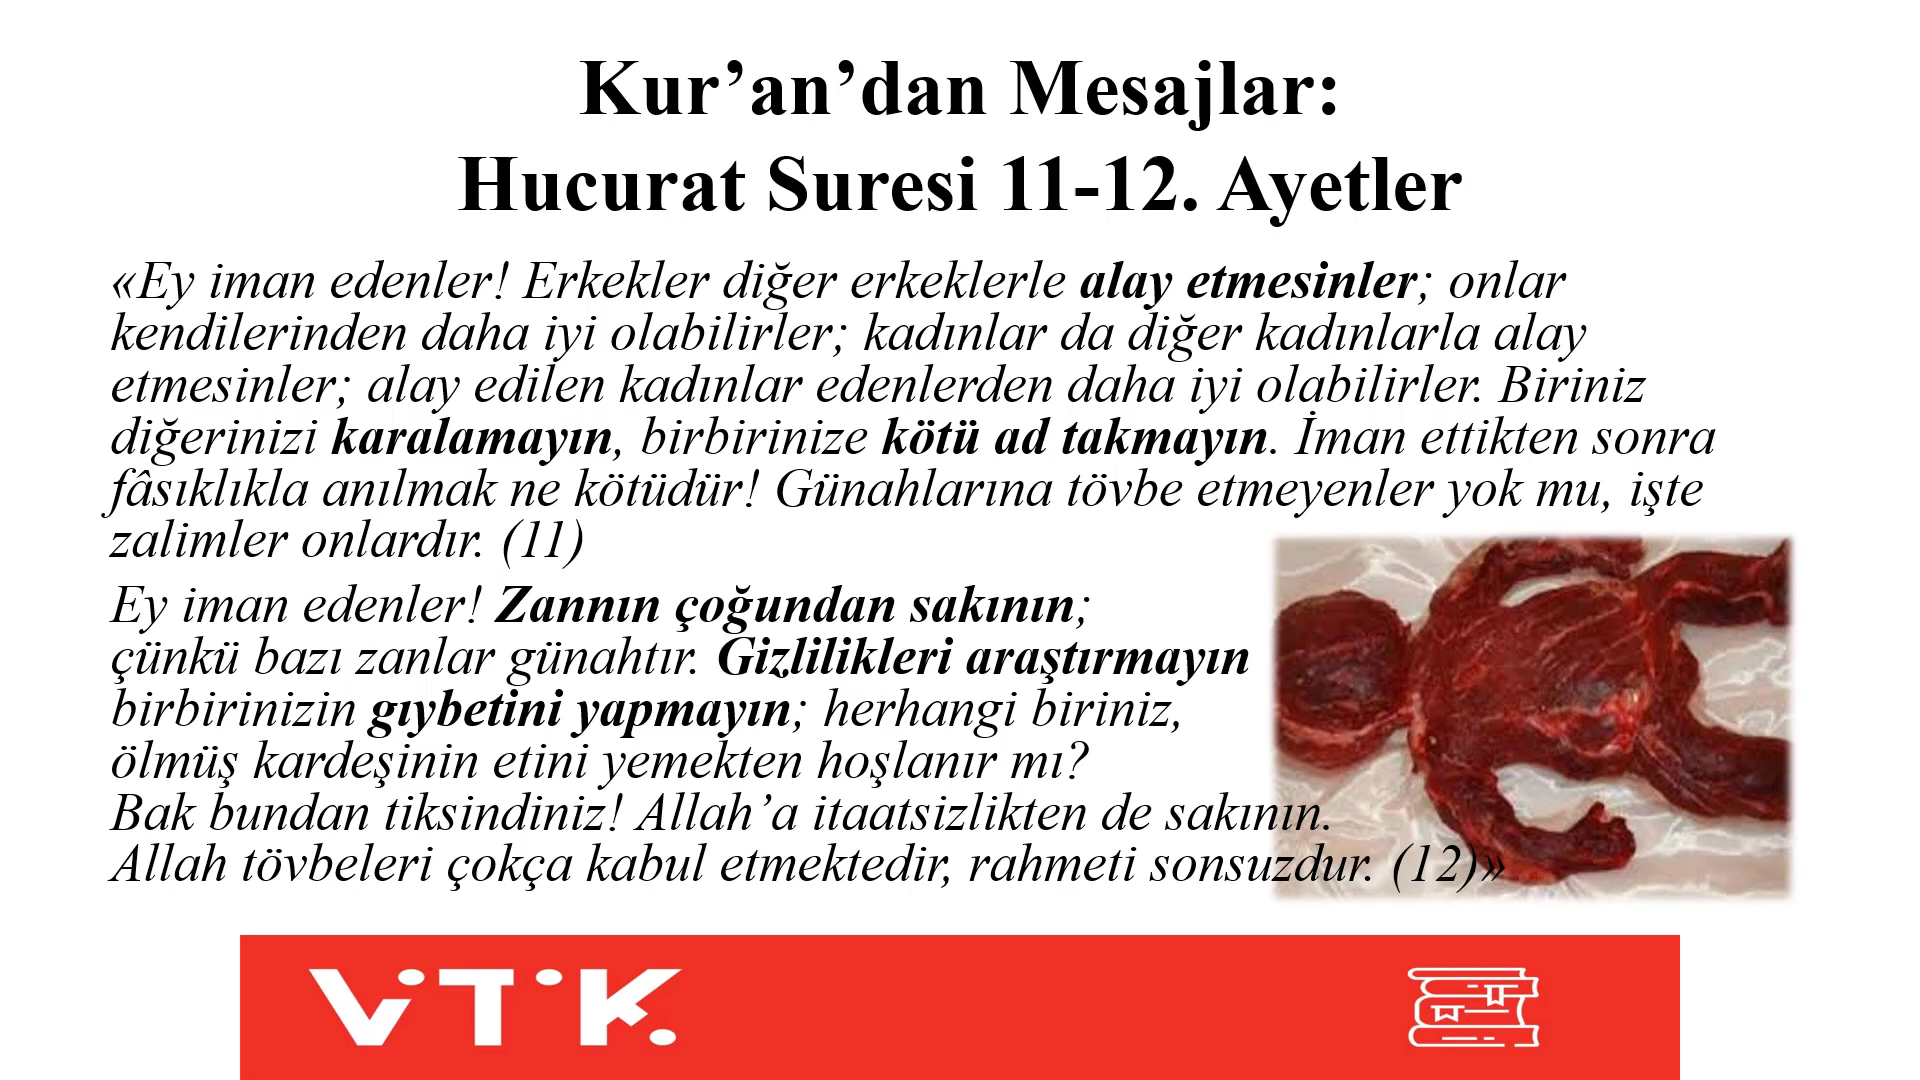 Kur’an’dan Mesajlar:
Hucurat Suresi 11-12. Ayetler
«Ey iman edenler! Erkekler diğer erkeklerle alay etmesinler; onlar
kendilerinden daha iyi olabilirler; kadınlar da diğer kadınlarla alay
etmesinler; alay edilen kadınlar edenlerden daha iyi olabilirler. Biriniz
diğerinizi karalamayın, birbirinize kötü ad takmayın. İman ettikten sonra
fâsıklıkla anılmak ne kötüdür! Günahlarına tövbe etmeyenler yok mu, işte
zalimler onlardır. (11)
Ey iman edenler! Zannın çoğundan sakının;
çünkü bazı zanlar günahtır. Gizlilikleri araştırmayın
birbirinizin gıybetini yapmayın; herhangi biriniz,
ölmüş kardeşinin etini yemekten hoşlanır mı?
Bak bundan tiksindiniz! Allah’a itaatsizlikten de sakının.
Allah tövbeleri çokça kabul etmektedir, rahmeti sonsuzdur. (12)»
ViTiK